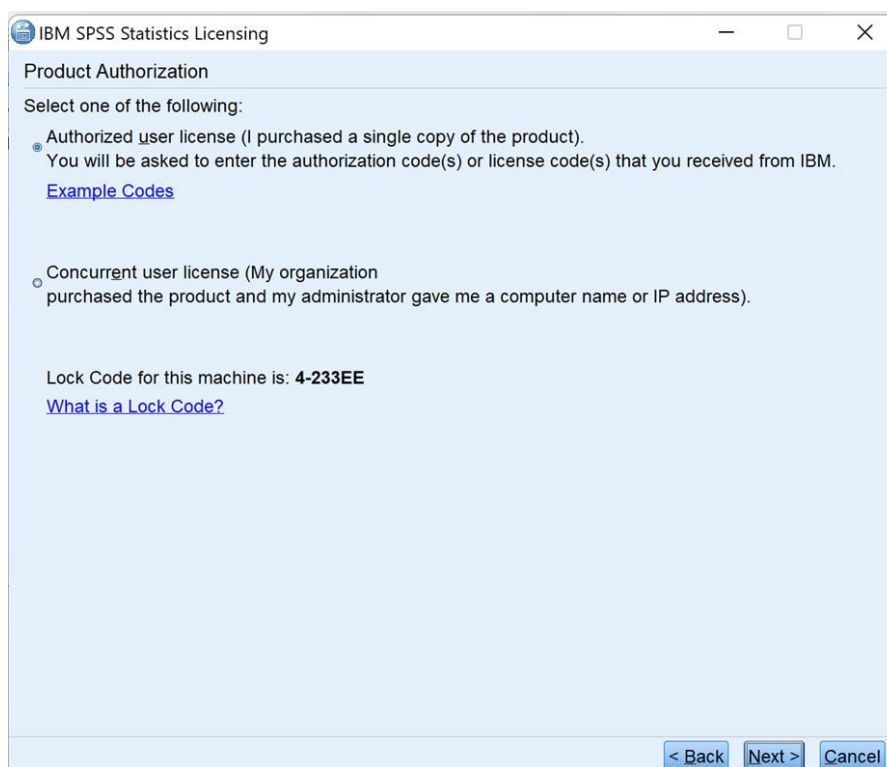 IBM SPSS Statistics Licensing
Product Authorization
Select one of the following:
Authorized user license (I purchased a single copy of the product).
You will be asked to enter the authorization code(s) or license code(s) that you received from IBM.
Example Codes
Concurrent user license (My organization
purchased the product and my administrator gave me a computer name or IP address).
Lock Code for this machine is: 4-233EE
What is a Lock Code?
< Back Next > Cancel